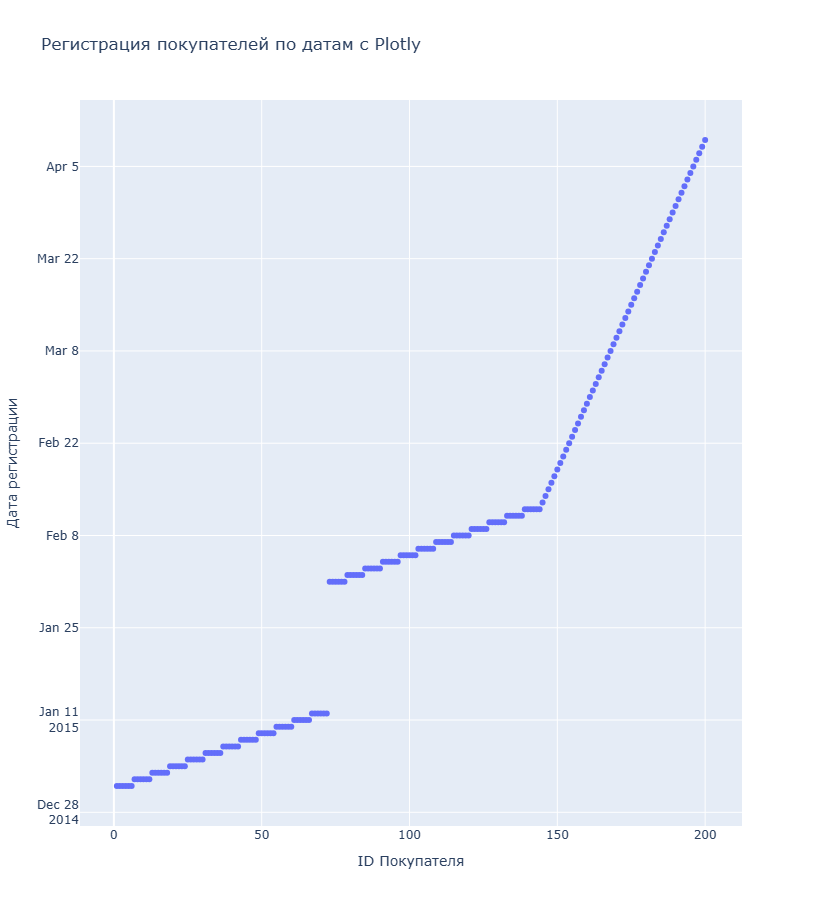 Регистрация покупателей по датам с Plotly
Дата регистрации
Apr 5
Mar 22
Mar 8
Feb 22
Feb 8
Jan 25
Jan 11
2015
Dec 28
2014
0
50
100
150
200
ID Покупателя